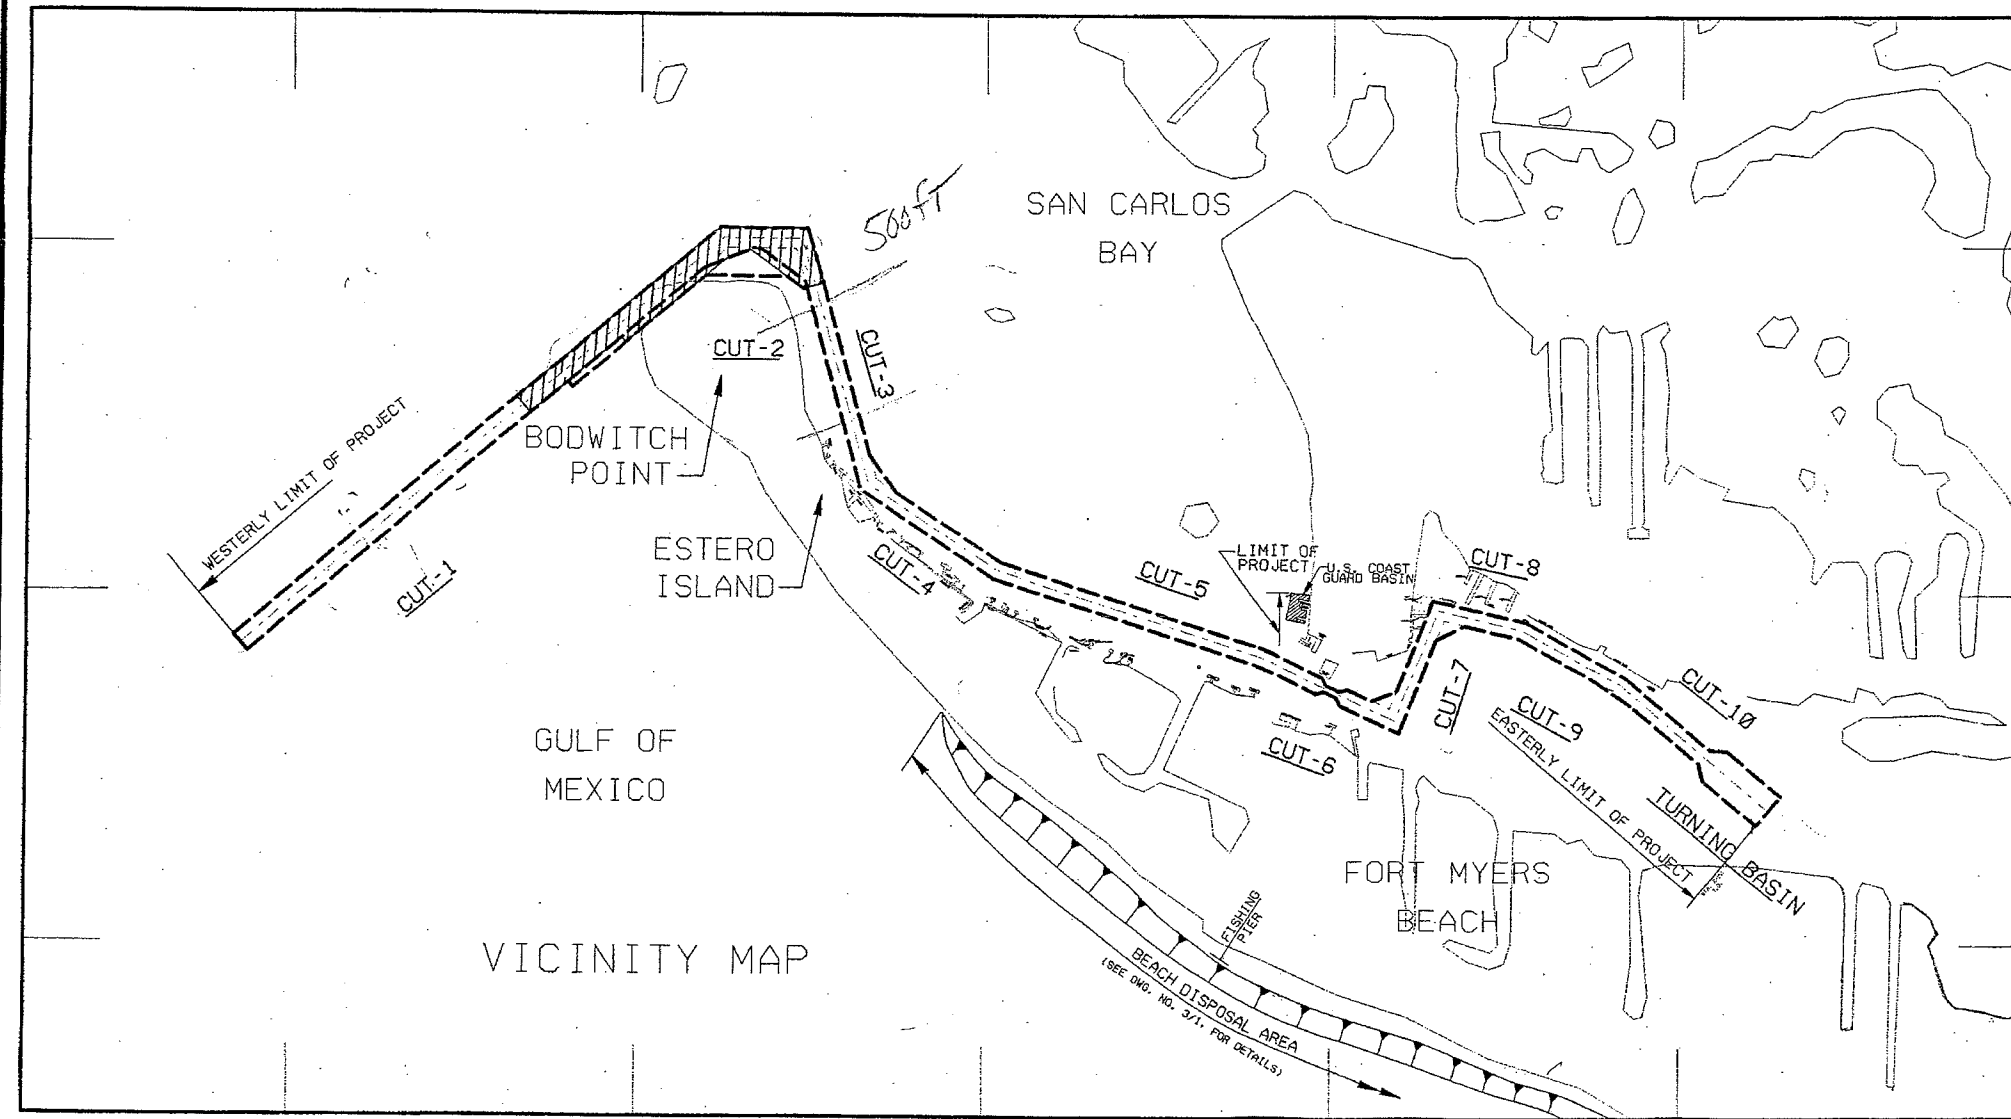 500ft
SAN CARLOS
BAY
CUT-2
CUT-3
WESTERLY LIMIT OF PROJECT
BODWITCH
POINT
CUT-1
ESTERO
ISLAND
CUT-4
CUT-5
LIMIT OF
PROJECT
U.S. COAST
GUARD BASIN
CUT-8
CUT-7
CUT-6
CUT-9
CUT-10
EASTERLY LIMIT OF PROJECT
TURNING BASIN
GULF OF
MEXICO
FORT MYERS
BEACH
FISHING
PIER
BEACH DISPOSAL AREA
(SEE DWG. NO. 3/1, FOR DETAILS)
VICINITY MAP